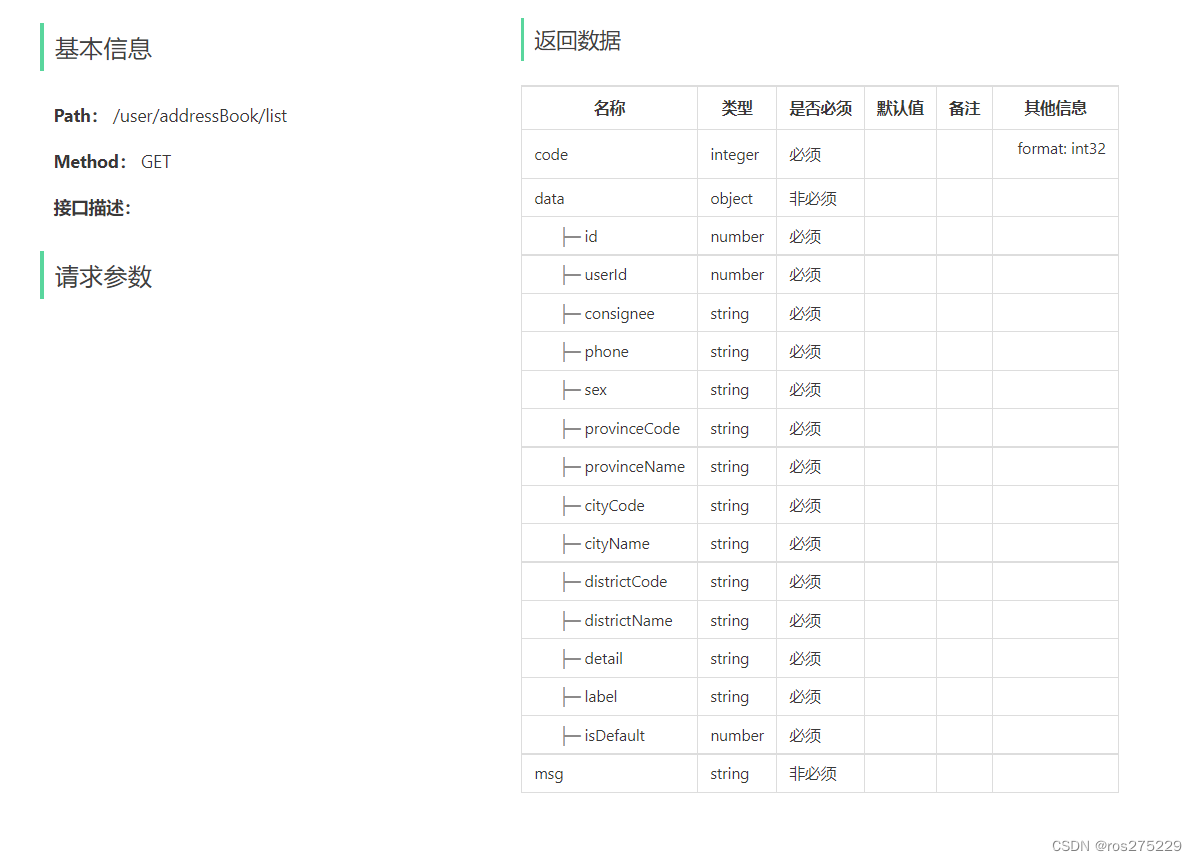 基本信息
Path： /user/addressBook/list
Method： GET
接口描述：
请求参数
返回数据
名称 类型 是否必须 默认值 备注 其他信息
code integer 必须 format: int32
data object 非必须
├─ id number 必须
├─ userId number 必须
├─ consignee string 必须
├─ phone string 必须
├─ sex string 必须
├─ provinceCode string 必须
├─ provinceName string 必须
├─ cityCode string 必须
├─ cityName string 必须
├─ districtCode string 必须
├─ districtName string 必须
├─ detail string 必须
├─ label string 必须
├─ isDefault number 必须
msg string 非必须
CSDN @ros275229